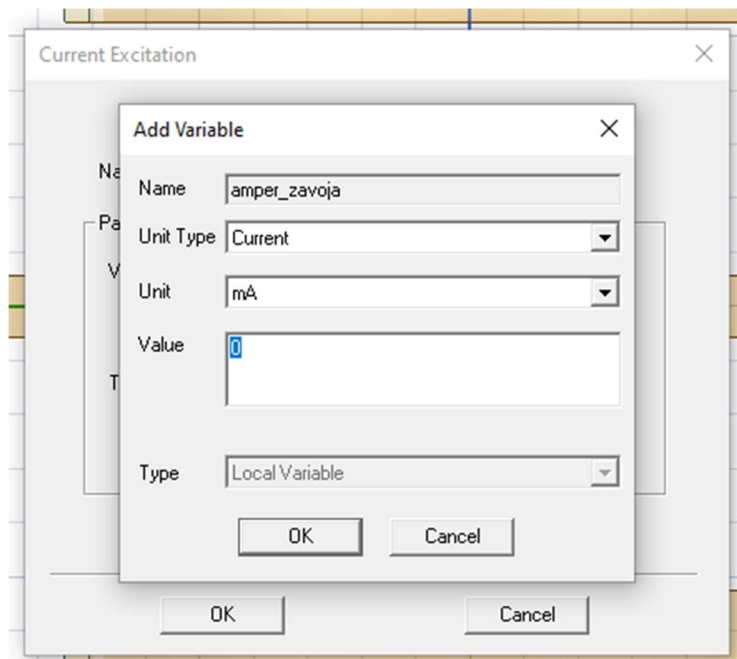 Current Excitation
Add Variable
Name amper_zavoja
Unit Type Current
Unit mA
Value 0
Type Local Variable
OK Cancel
OK Cancel